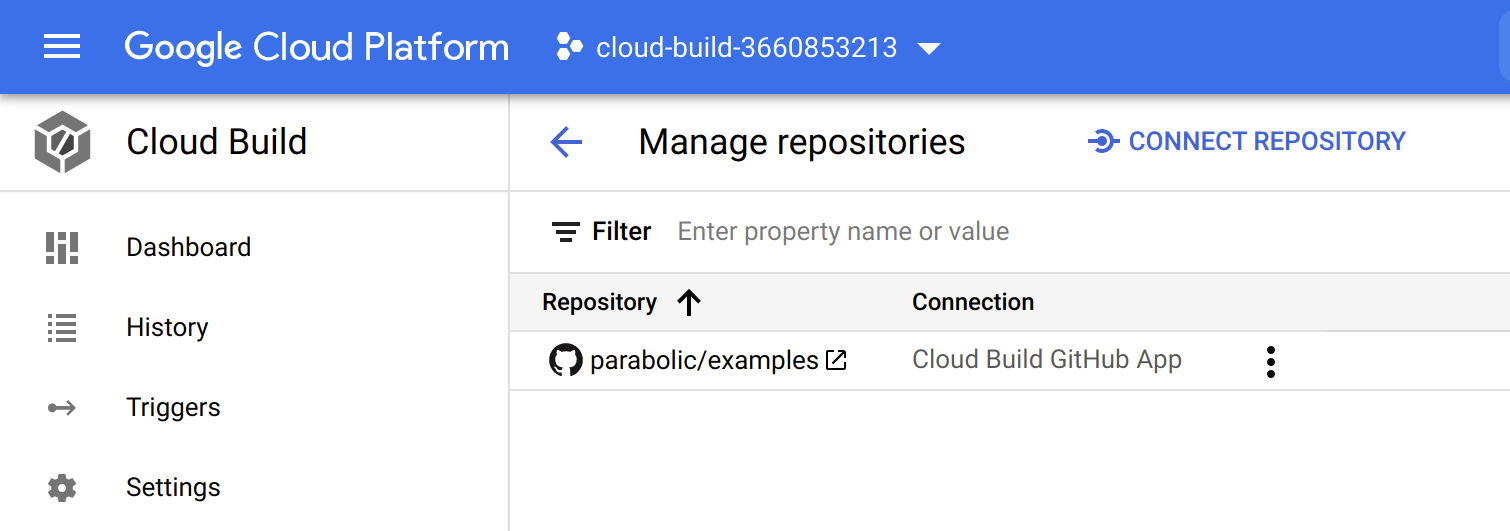 Google Cloud Platform cloud-build-3660853213
Cloud Build
Manage repositories CONNECT REPOSITORY
Dashboard
History
Triggers
Settings
Filter Enter property name or value
Repository Connection
parabolic/examples Cloud Build GitHub App